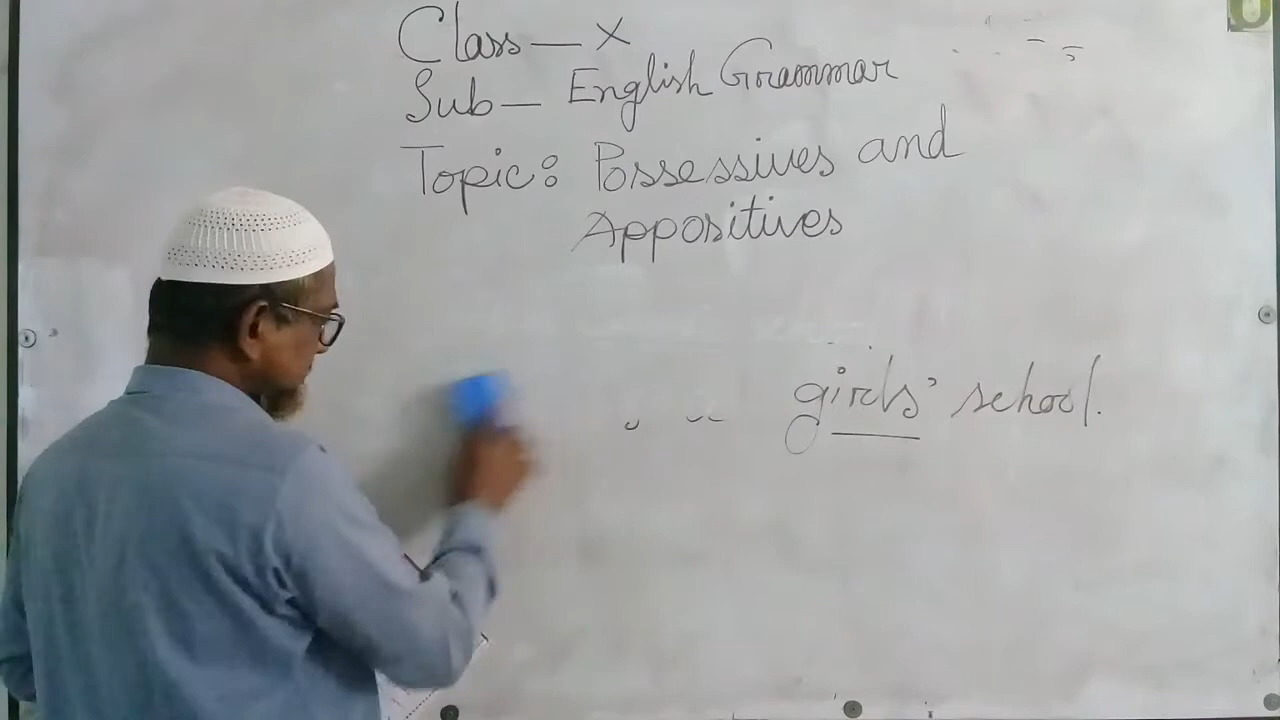 Class — X
Sub — English Grammar
Topic: Possessives and
Appositives
girls' school.